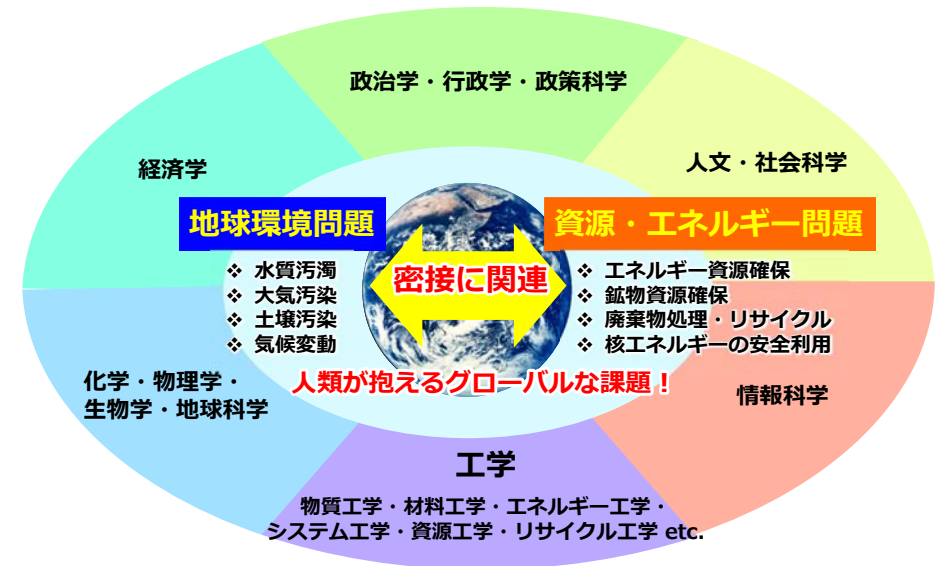 政治学・行政学・政策科学
経済学
人文・社会科学
地球環境問題
資源・エネルギー問題
密接に関連
❖ 水質汚濁
❖ 大気汚染
❖ 土壌汚染
❖ 気候変動
❖ エネルギー資源確保
❖ 鉱物資源確保
❖ 廃棄物処理・リサイクル
❖ 核エネルギーの安全利用
人類が抱えるグローバルな課題！
化学・物理学・
生物学・地球科学
情報科学
工学
物質工学・材料工学・エネルギー工学・
システム工学・資源工学・リサイクル工学 etc.